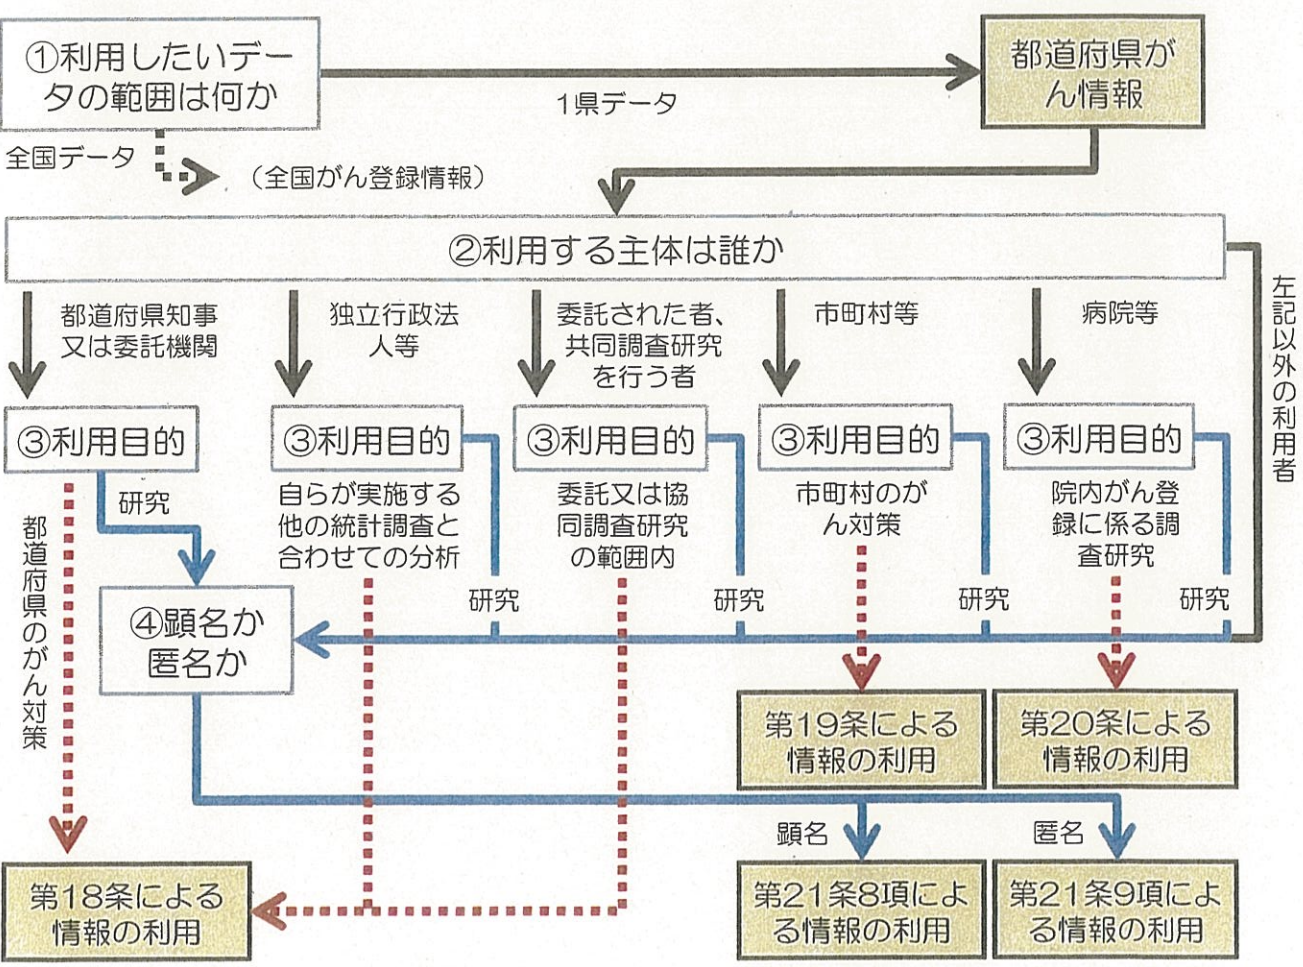 ①利用したいデー
タの範囲は何か
都道府県が
ん情報
1県データ
全国データ
（全国がん登録情報）
②利用する主体は誰か
都道府県知事
又は委託機関
独立行政法
人等
委託された者、
共同調査研究
を行う者
市町村等
病院等
左記以外の利用者
③利用目的
③利用目的
③利用目的
③利用目的
③利用目的
都道府県のがん対策
研究
自らが実施する
他の統計調査と
合わせての分析
研究
委託又は協
同調査研究
の範囲内
研究
市町村のが
ん対策
研究
院内がん登
録に係る調
査研究
研究
④顕名か
匿名か
第19条による
情報の利用
第20条による
情報の利用
顕名
匿名
第18条による
情報の利用
第21条8項によ
る情報の利用
第21条9項によ
る情報の利用